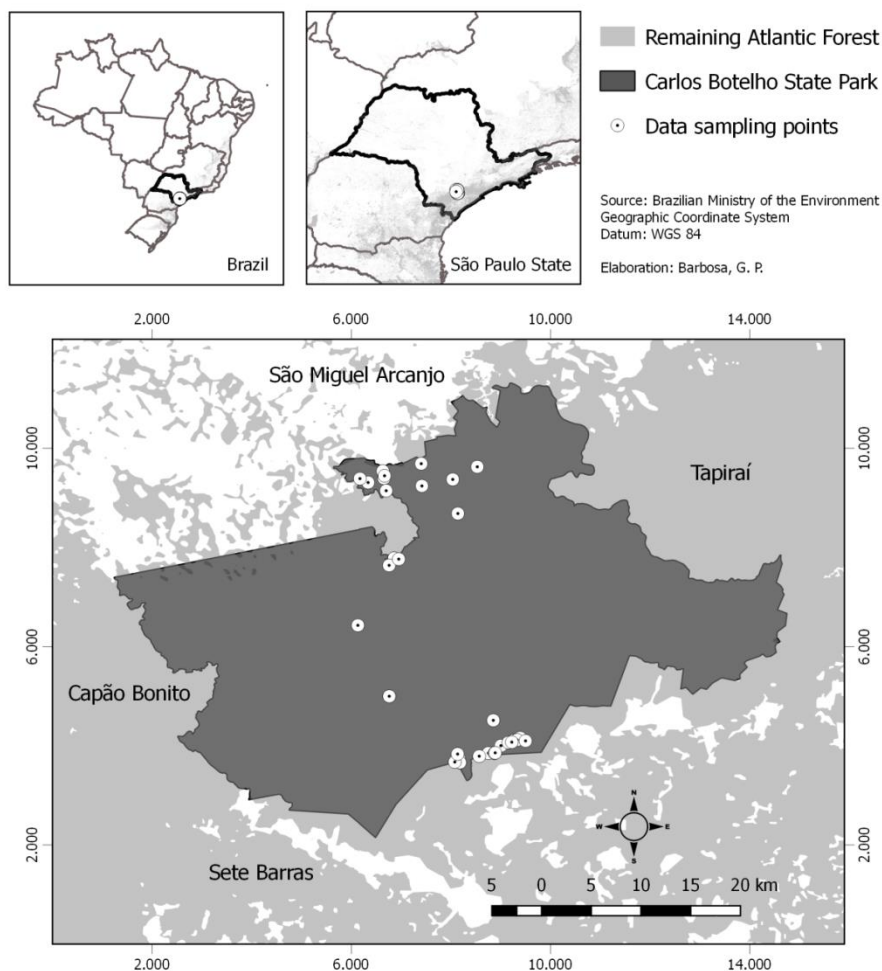 Brazil
São Paulo State
Remaining Atlantic Forest
Carlos Botelho State Park
Data sampling points
Source: Brazilian Ministry of the Environment
Geographic Coordinate System
Datum: WGS 84
Elaboration: Barbosa, G. P.
2.000 6.000 10.000 14.000
São Miguel Arcanjo
10.000 10.000
Tapiraí
6.000 6.000
Capão Bonito
N
W E
S
2.000 2.000
Sete Barras
5 0 5 10 15 20 km
2.000 6.000 10.000 14.000